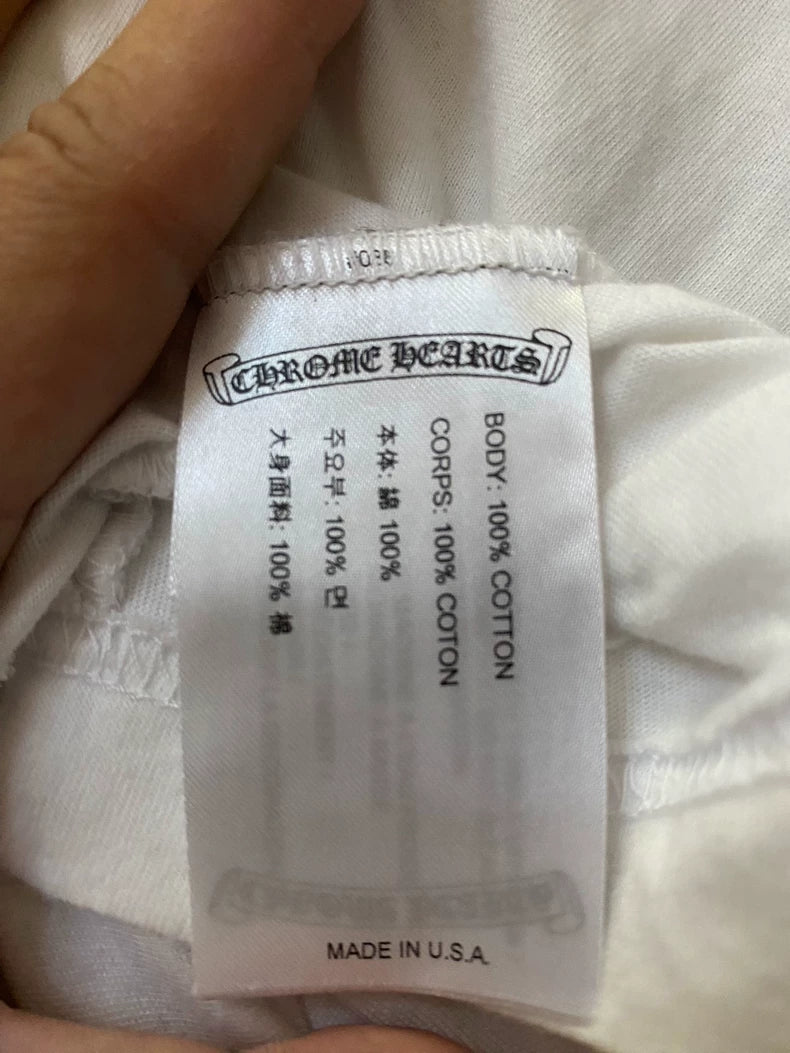 CHROME HEARTS
BODY: 100% COTTON
CORPS: 100% COTON
本体: 綿 100%
주요부: 100% 면
大身面料: 100% 棉
MADE IN U.S.A.